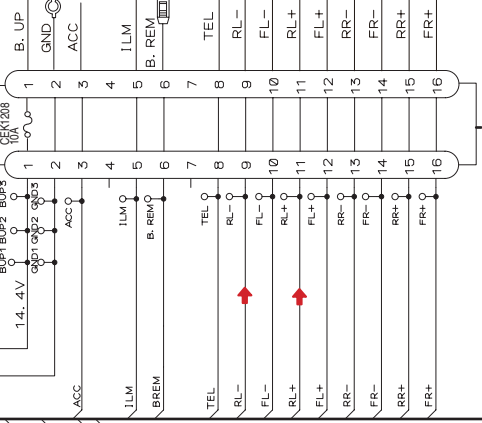 B. UP
GND
ACC
ILM
B. REM
TEL
RL-
FL-
RL+
FL+
RR-
FR-
RR+
FR+
1 2 3 4 5 6 7 8 9 10 11 12 13 14 15 16
CEK1208
10A
1 2 3 4 5 6 7 8 9 10 11 12 13 14 15 16
BUP3
BUP2
BUP1
GND3
GND2
GND1
ACC
ILM
B. REM
TEL
RL-
FL-
RL+
FL+
RR-
FR-
RR+
FR+
14. 4V
ACC
ILM
BREM
TEL
RL-
FL-
RL+
FL+
RR-
FR-
RR+
FR+